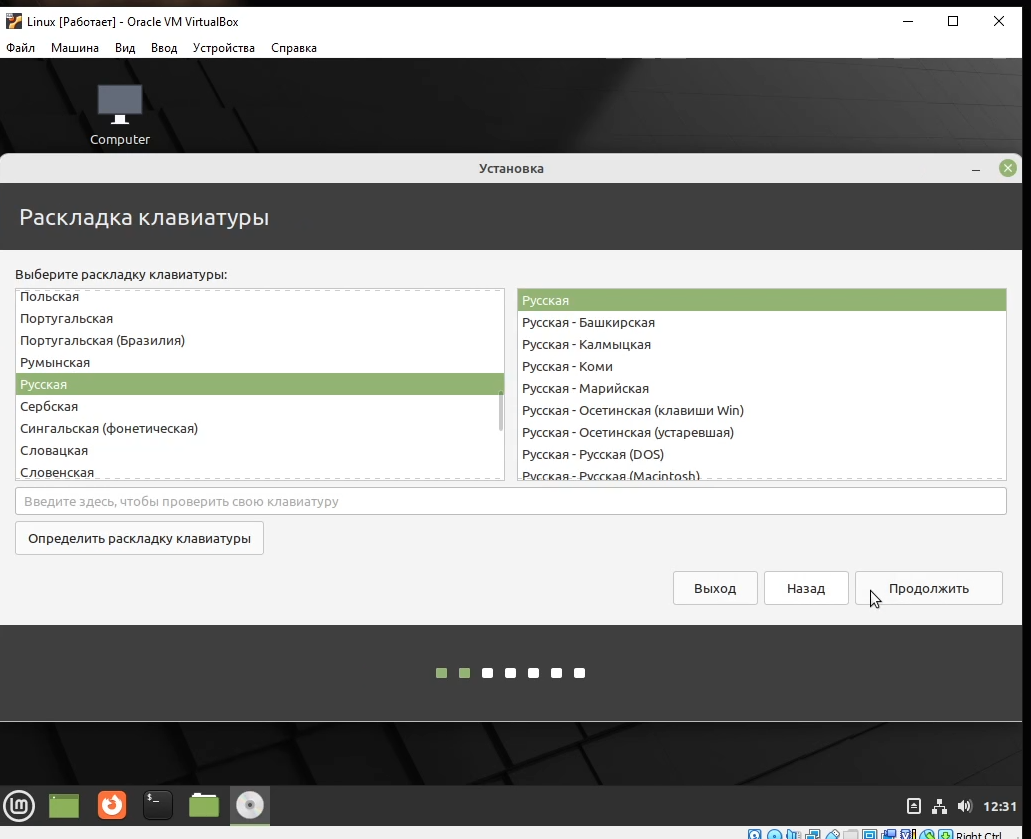 Linux [Работает] - Oracle VM VirtualBox
Файл Машина Вид Ввод Устройства Справка
Computer
Установка
Раскладка клавиатуры
Выберите раскладку клавиатуры:
Польская
Португальская
Португальская (Бразилия)
Румынская
Русская
Сербская
Сингальская (фонетическая)
Словацкая
Словенская
Русская
Русская - Башкирская
Русская - Калмыцкая
Русская - Коми
Русская - Марийская
Русская - Осетинская (клавиши Win)
Русская - Осетинская (устаревшая)
Русская - Русская (DOS)
Русская - Русская (Macintosh)
Введите здесь, чтобы проверить свою клавиатуру
Определить раскладку клавиатуры
Выход Назад Продолжить
12:31
Right Ctrl